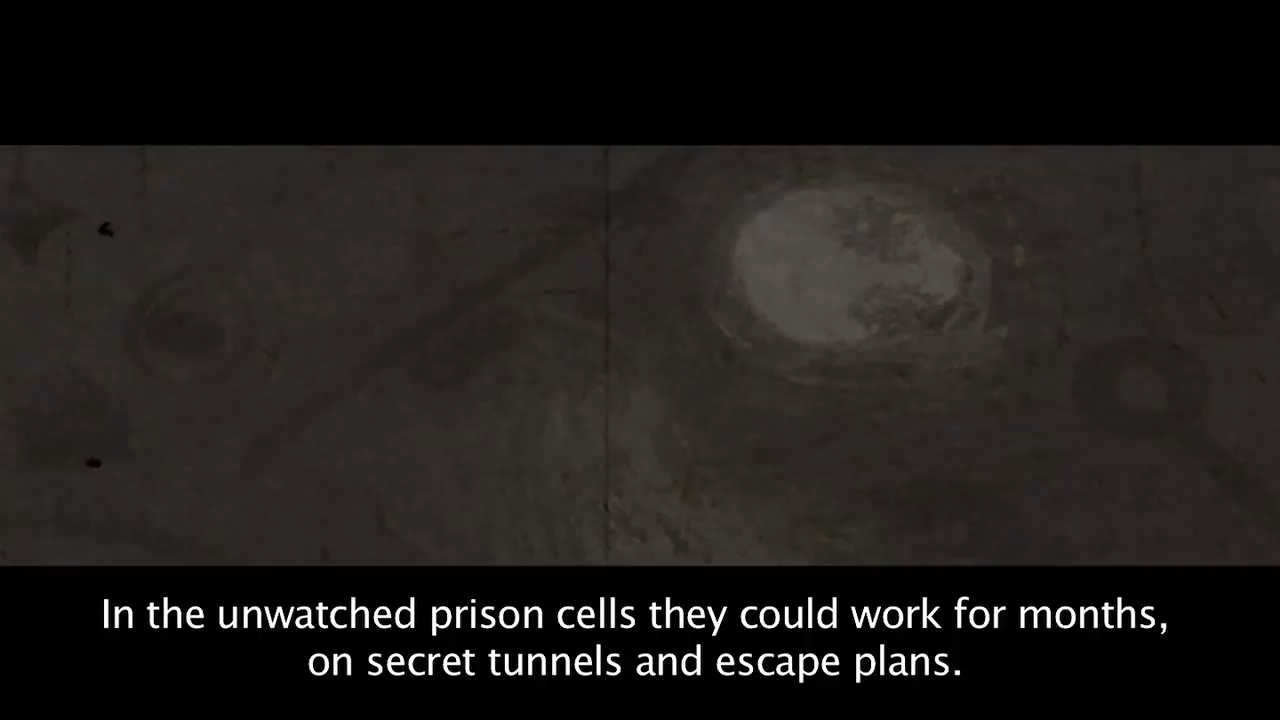 In the unwatched prison cells they could work for months,
on secret tunnels and escape plans.